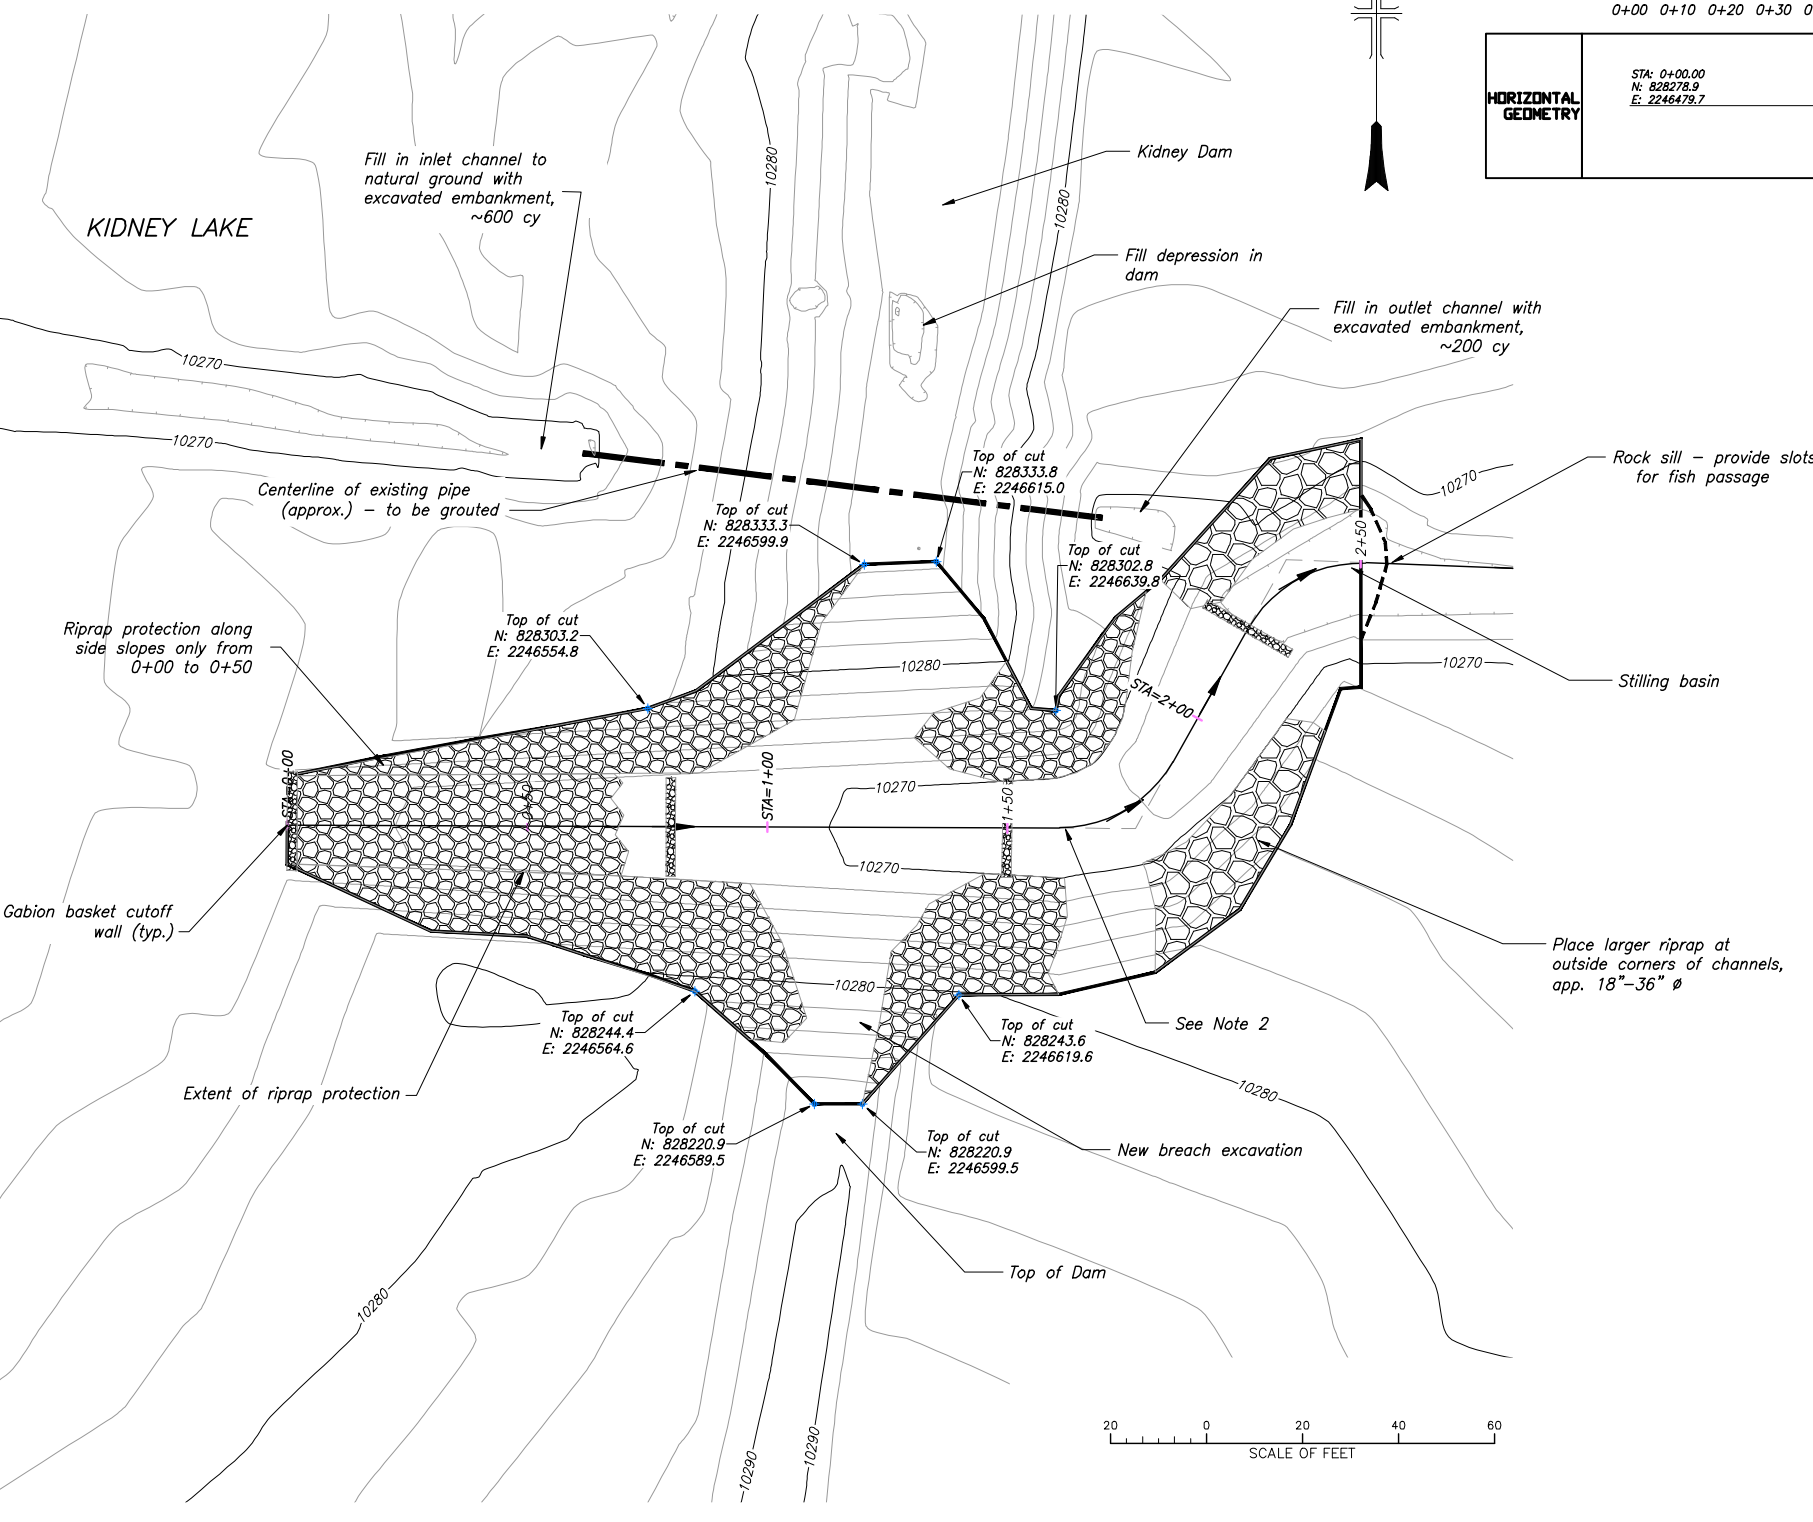 0+00 0+10 0+20 0+30
HORIZONTAL
GEOMETRY
STA: 0+00.00
N: 828278.9
E: 2246479.7
KIDNEY LAKE
Fill in inlet channel to
natural ground with
excavated embankment,
~600 cy
10280
10280
Kidney Dam
Fill depression in
dam
Fill in outlet channel with
excavated embankment,
~200 cy
10270
10270
Centerline of existing pipe
(approx.) – to be grouted
Top of cut
N: 828333.8
E: 2246615.0
Top of cut
N: 828333.3
E: 2246599.9
Top of cut
N: 828302.8
E: 2246639.8
10270
Rock sill – provide slots
for fish passage
2+50
Riprap protection along
side slopes only from
0+00 to 0+50
Top of cut
N: 828303.2
E: 2246554.8
10280
10270
Stilling basin
STA=2+00
STA=0+00
0+50
STA=1+00
1+50
10270
10270
Gabion basket cutoff
wall (typ.)
Place larger riprap at
outside corners of channels,
app. 18"–36" ø
10280
Top of cut
N: 828244.4
E: 2246564.6
Top of cut
N: 828243.6
E: 2246619.6
See Note 2
Extent of riprap protection
10280
Top of cut
N: 828220.9
E: 2246589.5
Top of cut
N: 828220.9
E: 2246599.5
New breach excavation
Top of Dam
10280
10290
10290
20 0 20 40 60
SCALE OF FEET